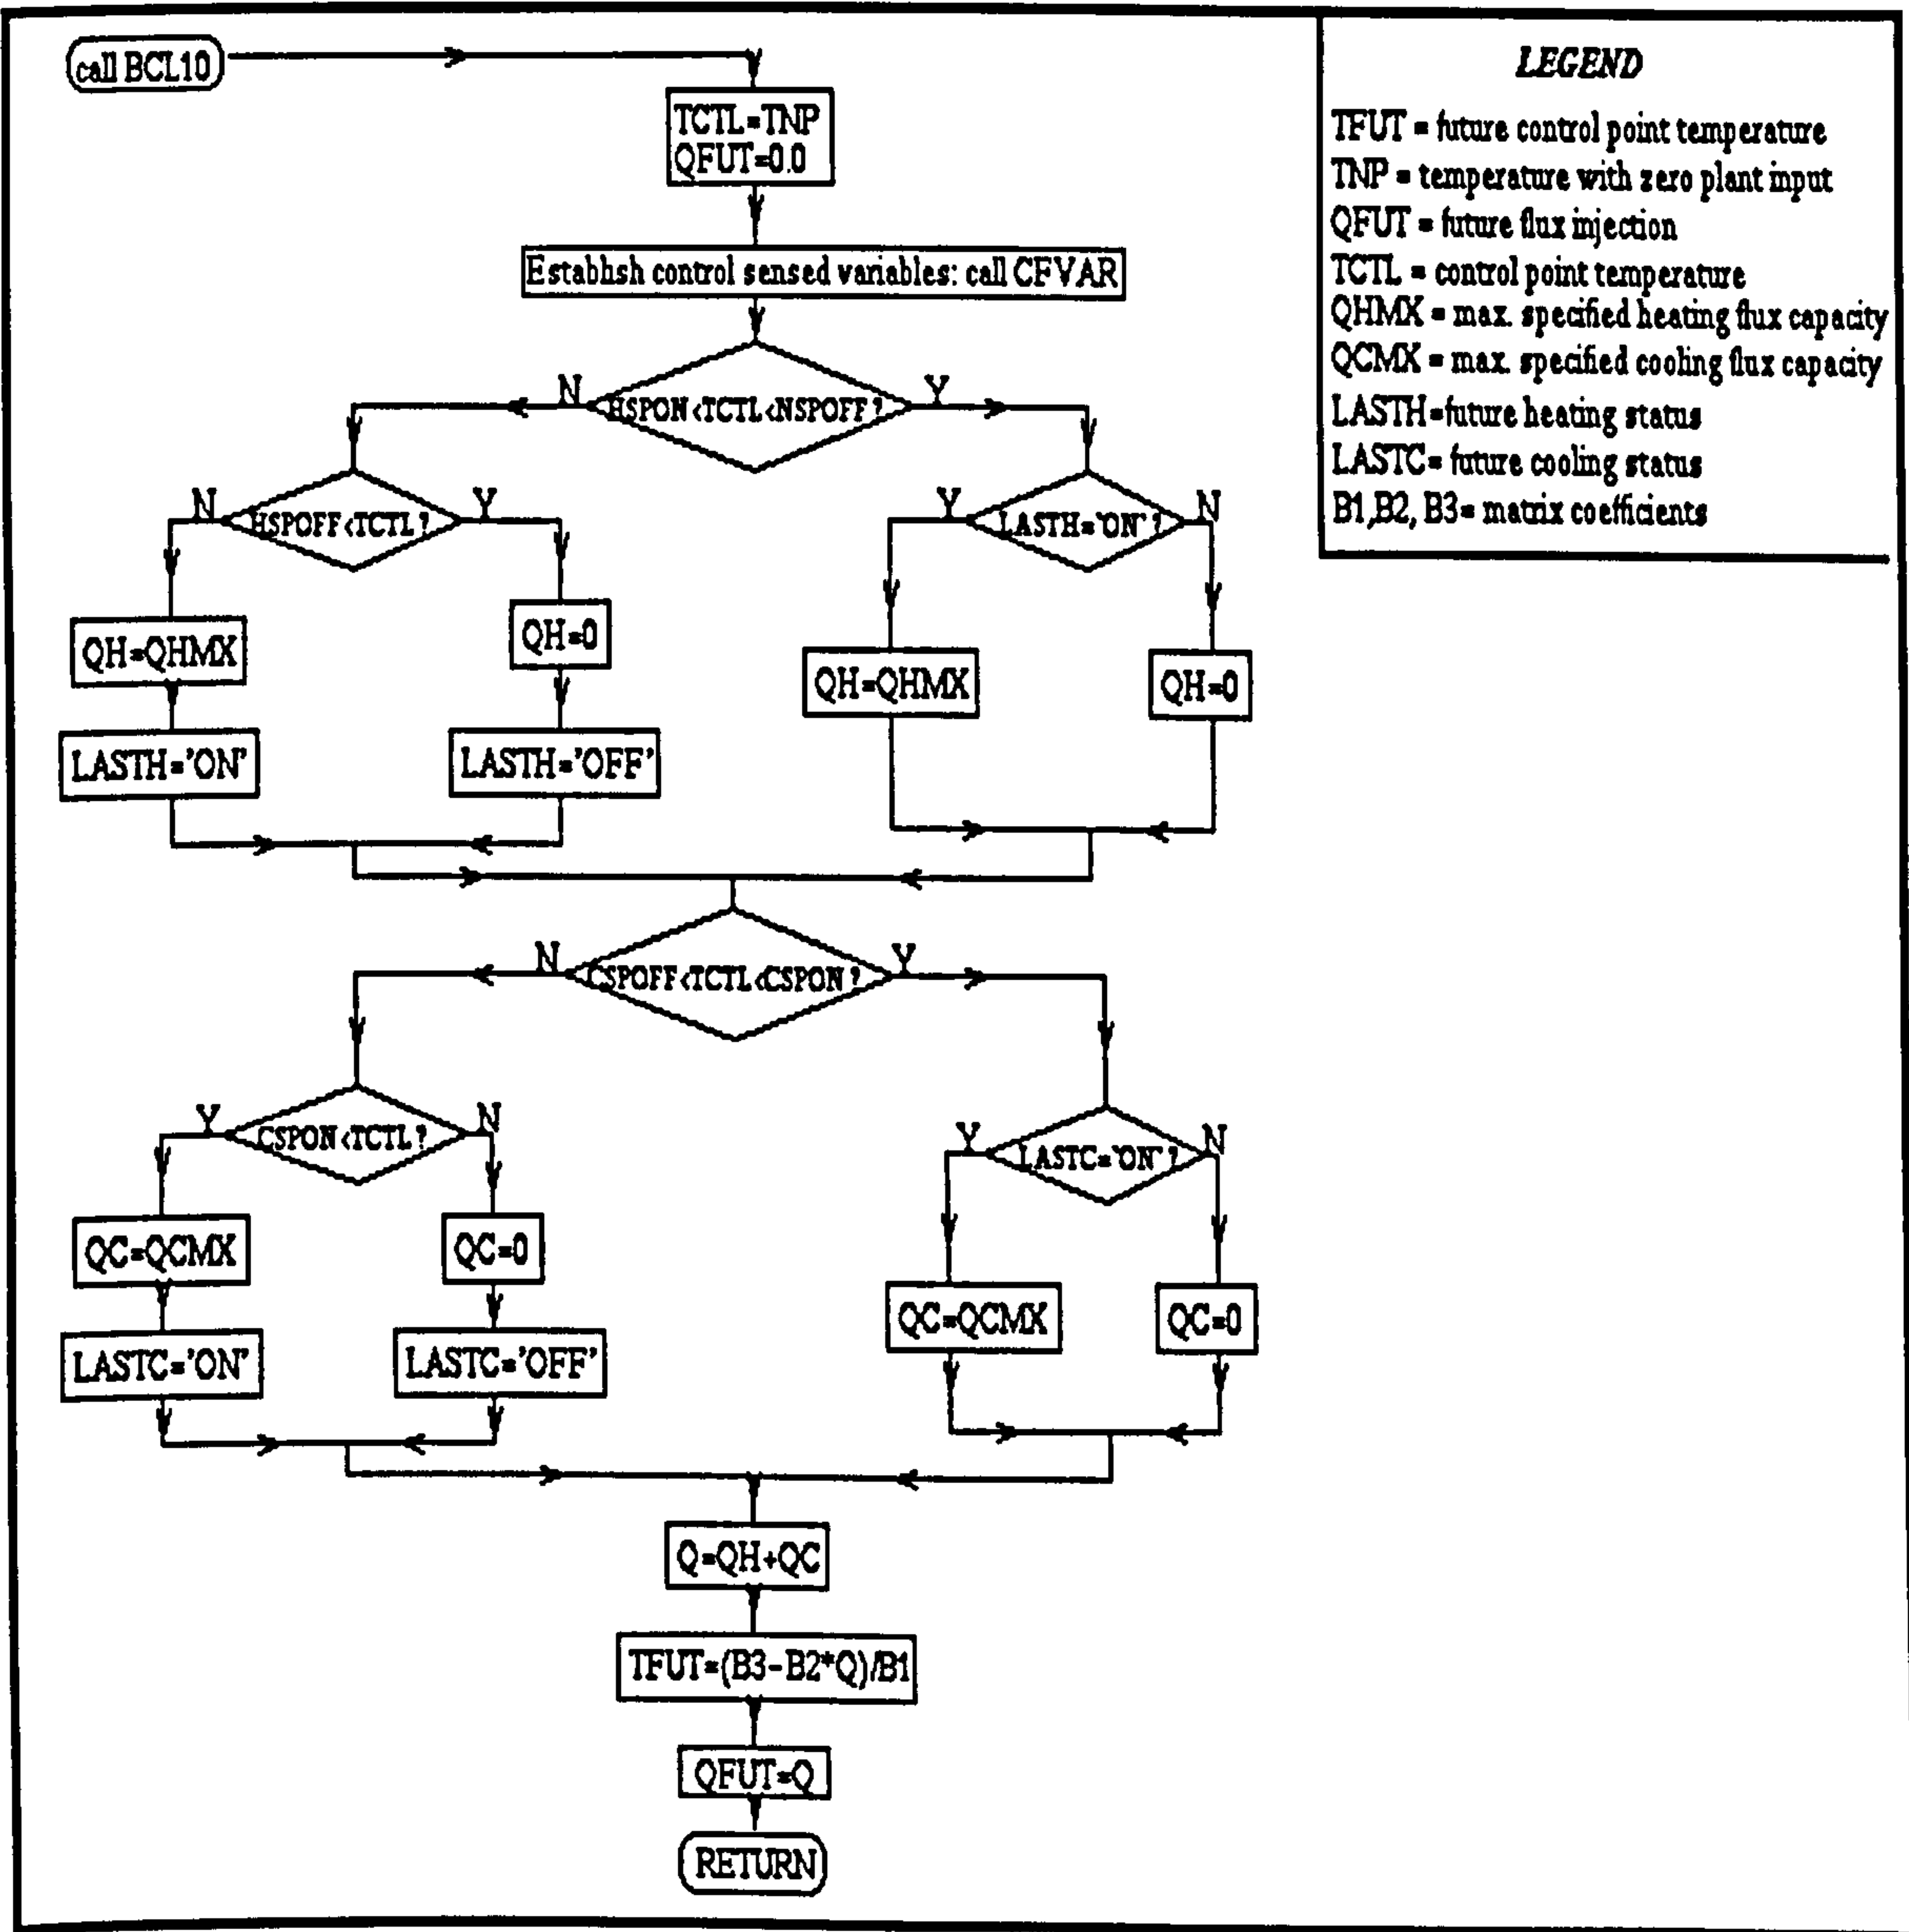 call BCL10
TCTL=TNP
QFUT=0.0
Establish control sensed variables: call CFVAR
N
HSPON<TCTL<NSPOFF?
Y
N
HSPOFF<TCTL?
Y
Y
LASTH='ON'?
N
QH=QHMX
QH=0
QH=QHMX
QH=0
LASTH='ON'
LASTH='OFF'
N
CSPOFF<TCTL<CSPON?
Y
Y
CSPON<TCTL?
N
Y
LASTC='ON'?
N
QC=QCMX
QC=0
QC=QCMX
QC=0
LASTC='ON'
LASTC='OFF'
Q=QH+QC
TFUT=(B3-B2*Q)/B1
QFUT=Q
RETURN
LEGEND
TFUT = future control point temperature
TNP = temperature with zero plant input
QFUT = future flux injection
TCTL = control point temperature
QHMX = max. specified heating flux capacity
QCMX = max. specified cooling flux capacity
LASTH=future heating status
LASTC= future cooling status
B1,B2, B3= matrix coefficients